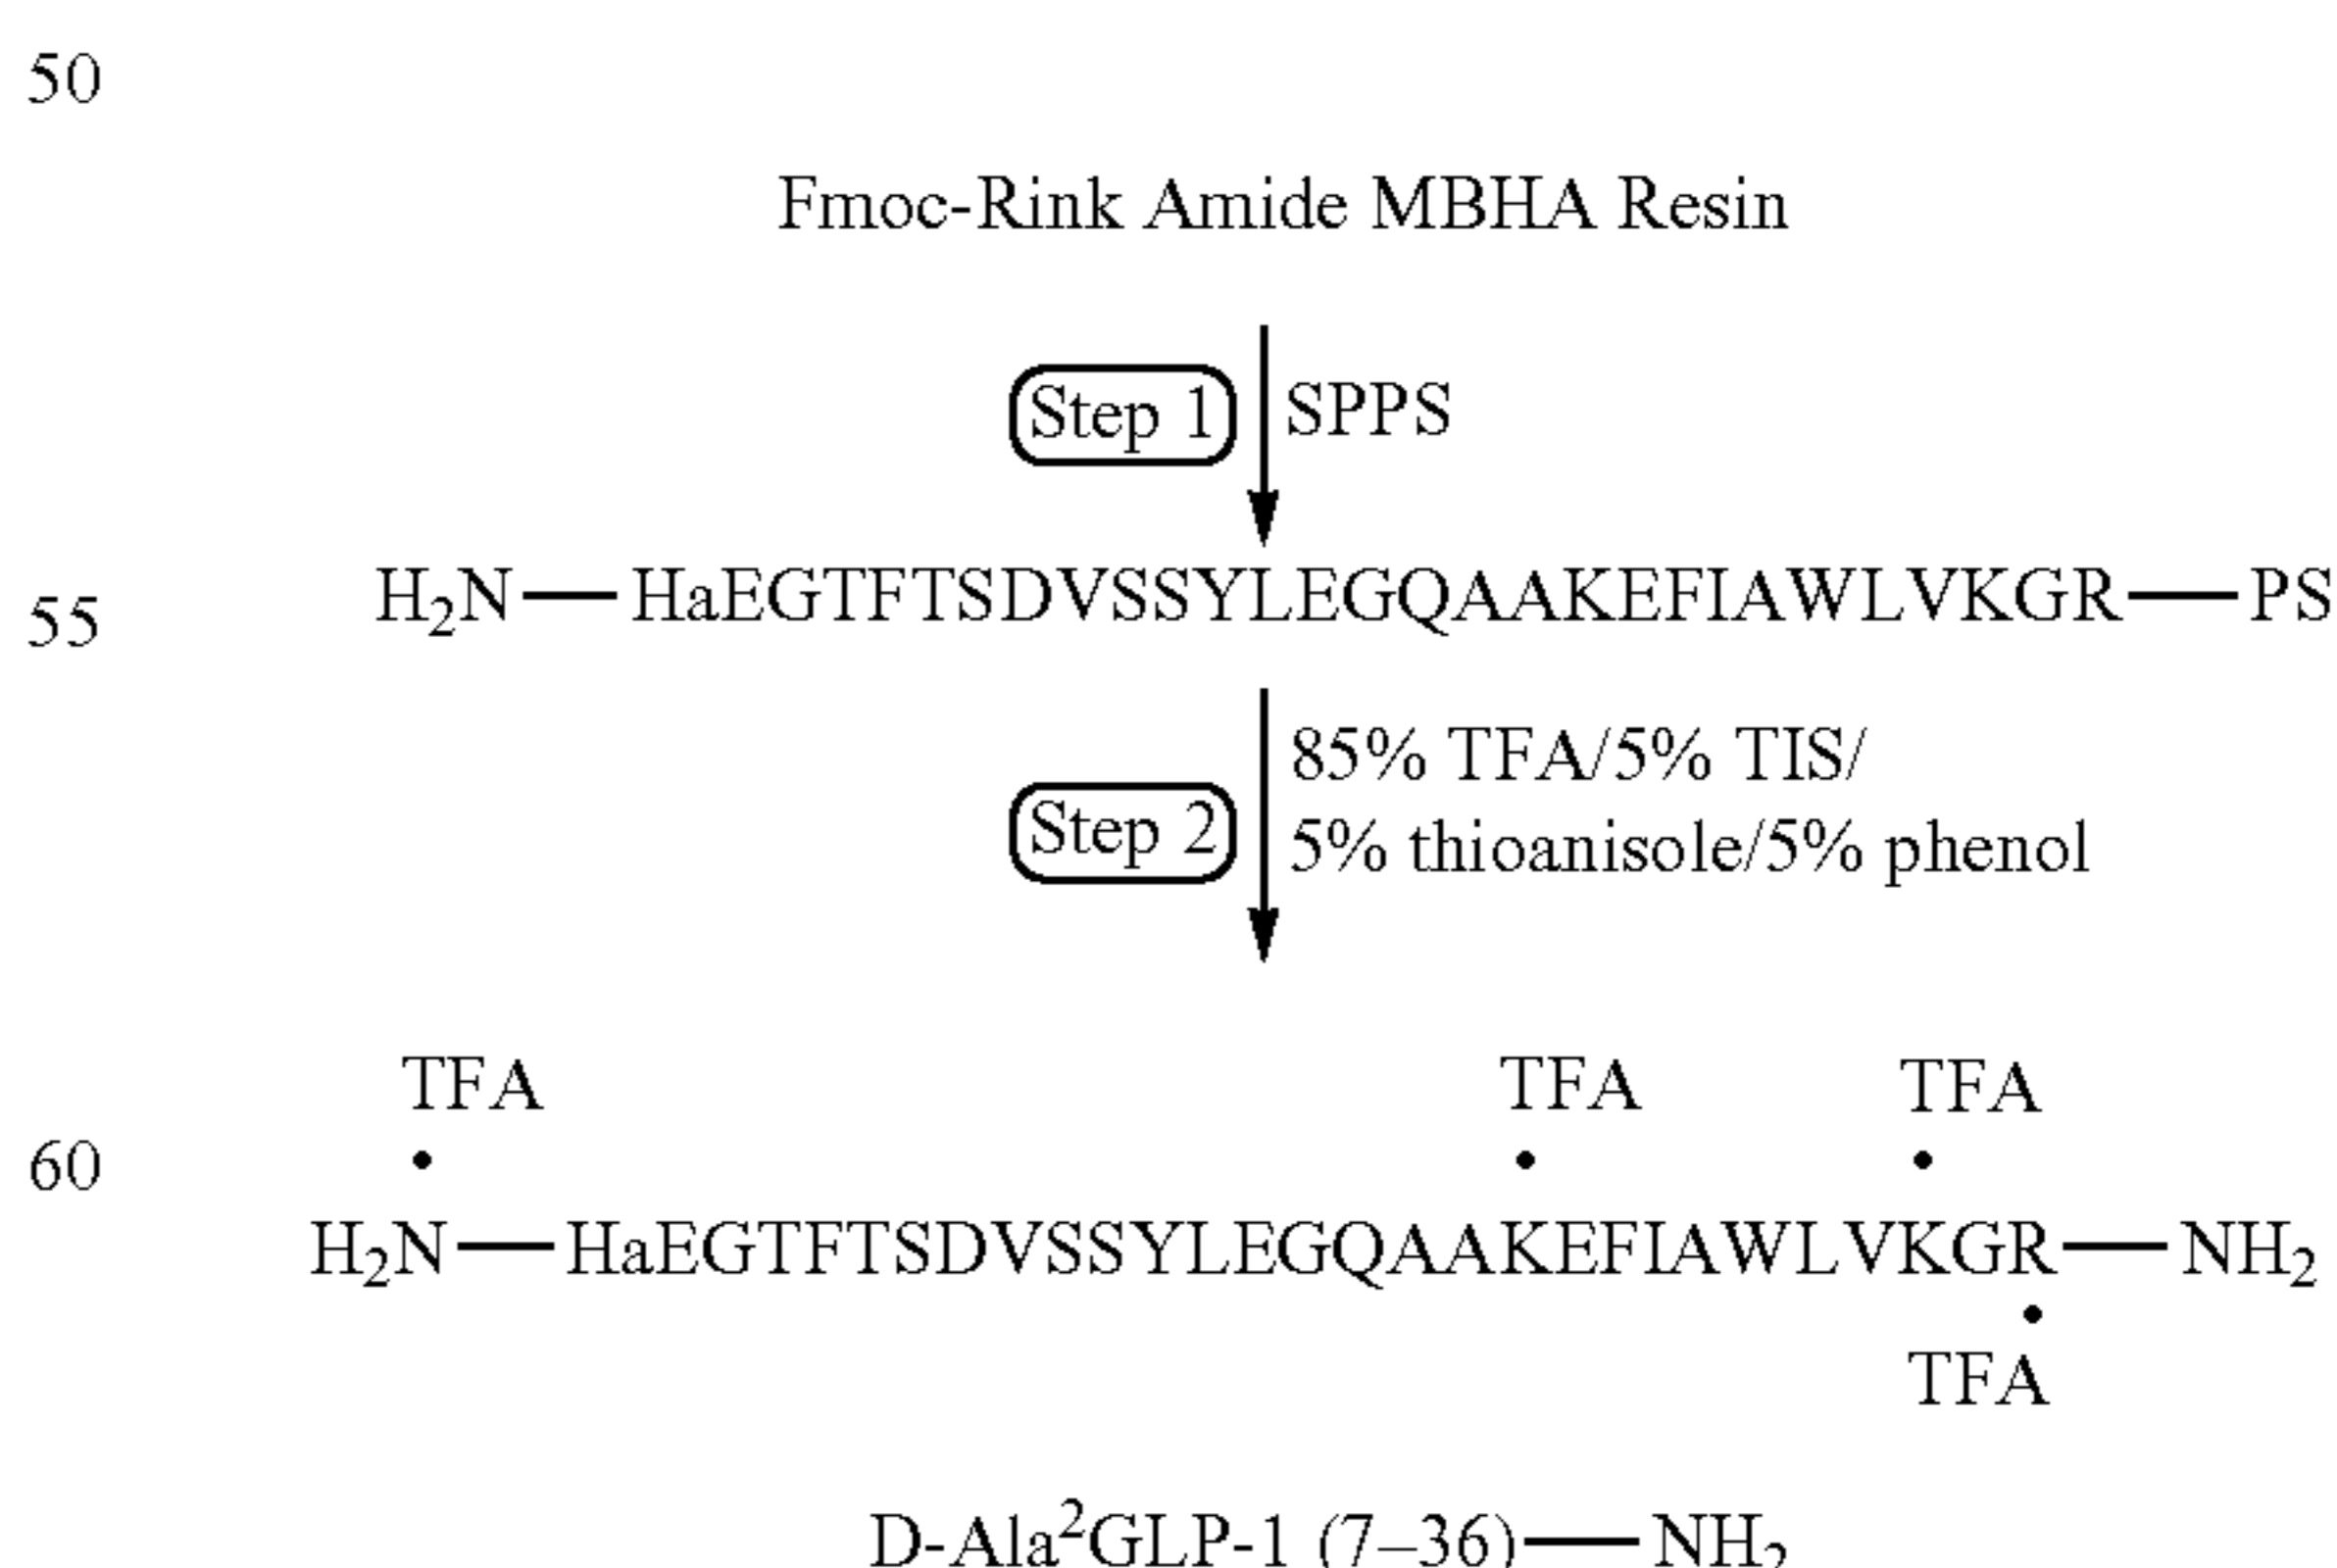 50
Fmoc-Rink Amide MBHA Resin
Step 1 SPPS
55 H₂N—HaEGTFTSDVSSYLEGQAAKEFIAWLVKGR—PS
85% TFA/5% TIS/
Step 2
5% thioanisole/5% phenol
TFA TFA TFA
60
H₂N—HaEGTFTSDVSSYLEGQAAKEFIAWLVKGR—NH₂
TFA
D-Ala²GLP-1 (7–36)—NH₂